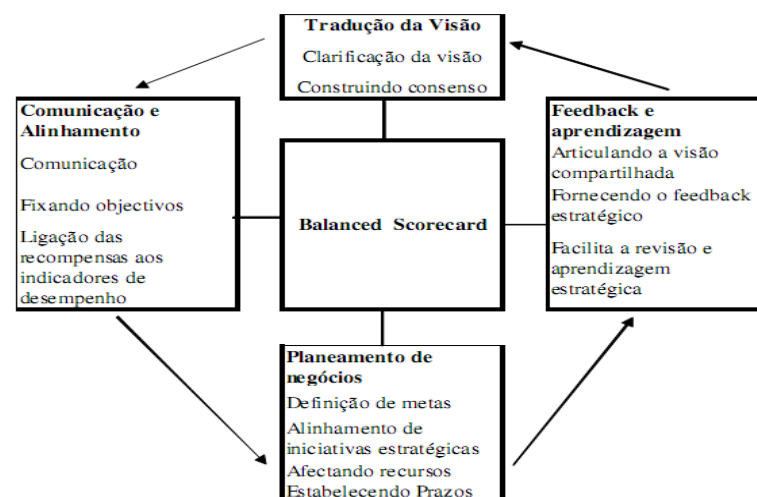 Tradução da Visão
Clarificação da visão
Construindo consenso
Comunicação e
Alinhamento
Comunicação
Fixando objectivos
Ligação das
recompensas aos
indicadores de
desempenho
Balanced Scorecard
Feedback e
aprendizagem
Articulando a visão
compartilhada
Fornecendo o feedback
estratégico
Facilita a revisão e
aprendizagem
estratégica
Planeamento de
negócios
Definição de metas
Alinhamento de
iniciativas estratégicas
Afectando recursos
Estabelecendo Prazos